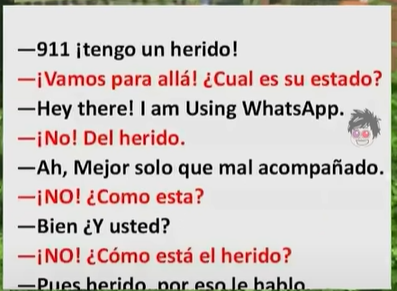 —911 ¡tengo un herido!
—¡Vamos para allá! ¿Cual es su estado?
—Hey there! I am Using WhatsApp.
—¡No! Del herido.
—Ah, Mejor solo que mal acompañado.
—¡NO! ¿Como esta?
—Bien ¿Y usted?
—¡NO! ¿Cómo está el herido?
—Pues herido, por eso le hablo.